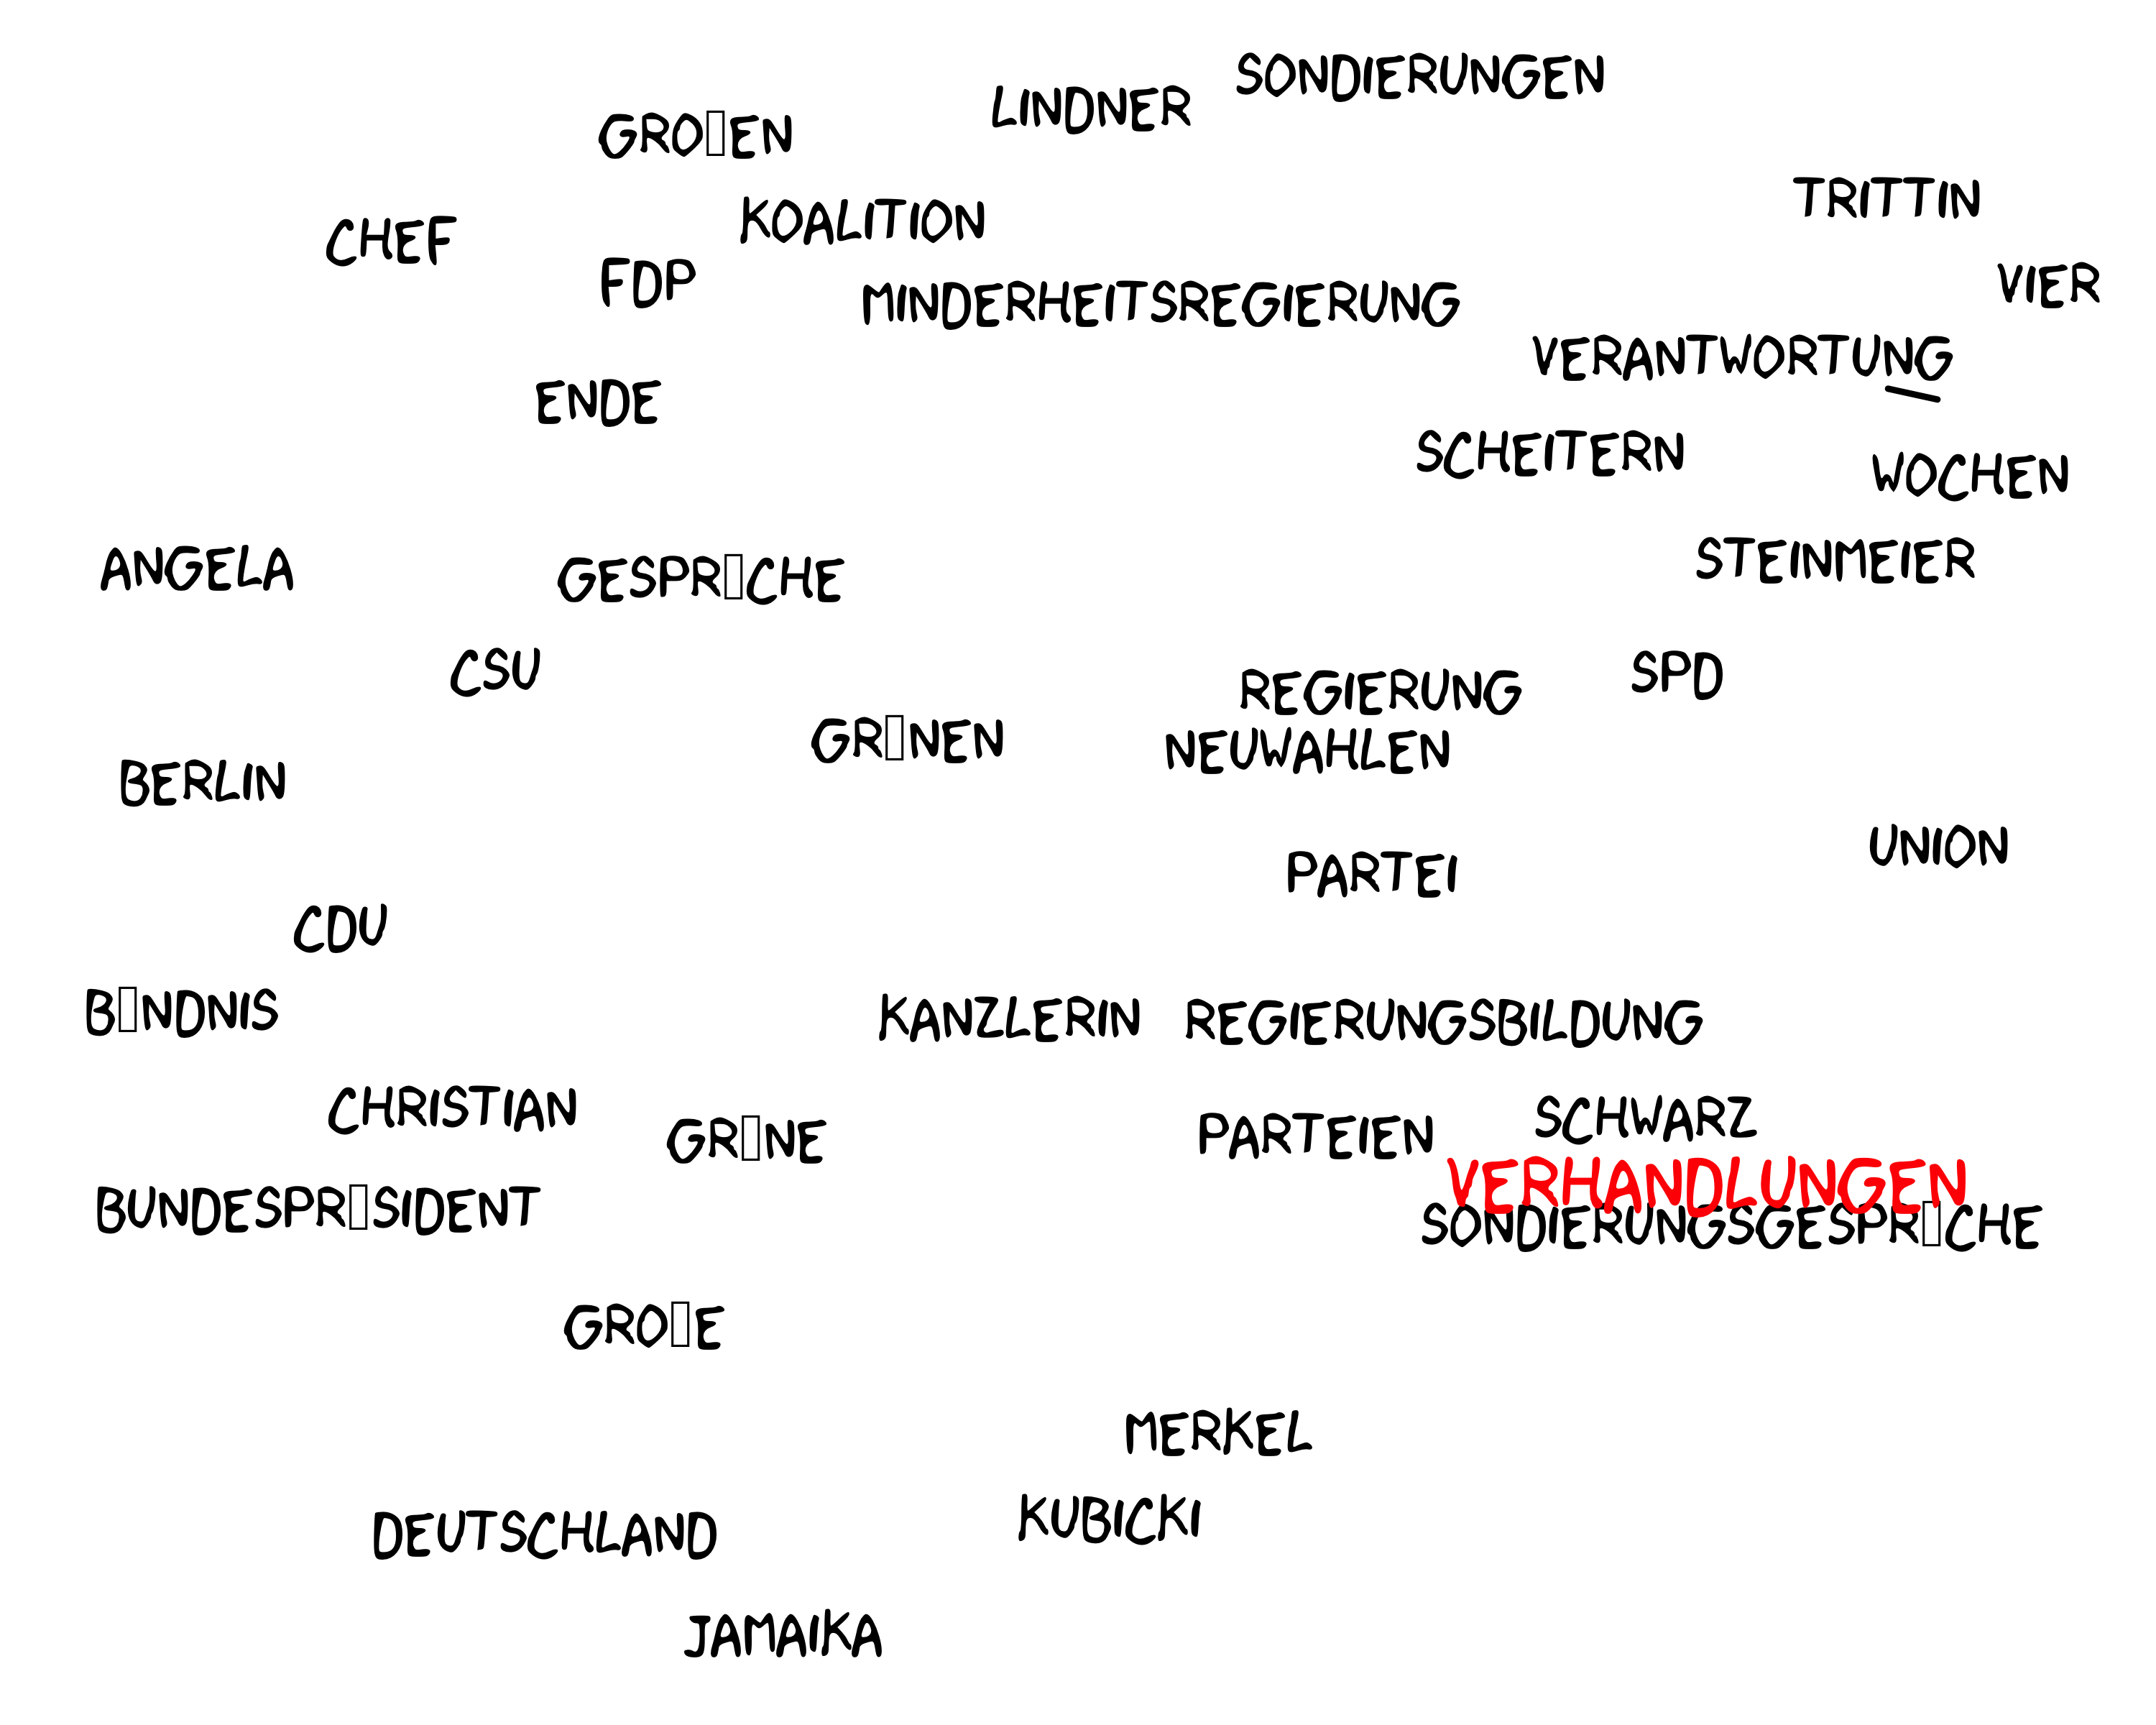 SONDIERUNGEN
LINDNER
GRO▯EN
TRITTIN
KOALITION
CHEF
FDP
VIER
MINDERHEITSREGIERUNG
VERANTWORTUNG
ENDE
SCHEITERN
WOCHEN
STEINMEIER
ANGELA
GESPR▯CHE
CSU
SPD
REGIERUNG
GR▯NEN
NEUWAHLEN
BERLIN
UNION
PARTEI
CDU
B▯NDNIS
KANZLERIN
REGIERUNGSBILDUNG
CHRISTIAN
SCHWARZ
GR▯NE
PARTEIEN
VERHANDLUNGEN
BUNDESPR▯SIDENT
SONDIERUNGSGESPR▯CHE
GRO▯E
MERKEL
KUBICKI
DEUTSCHLAND
JAMAIKA